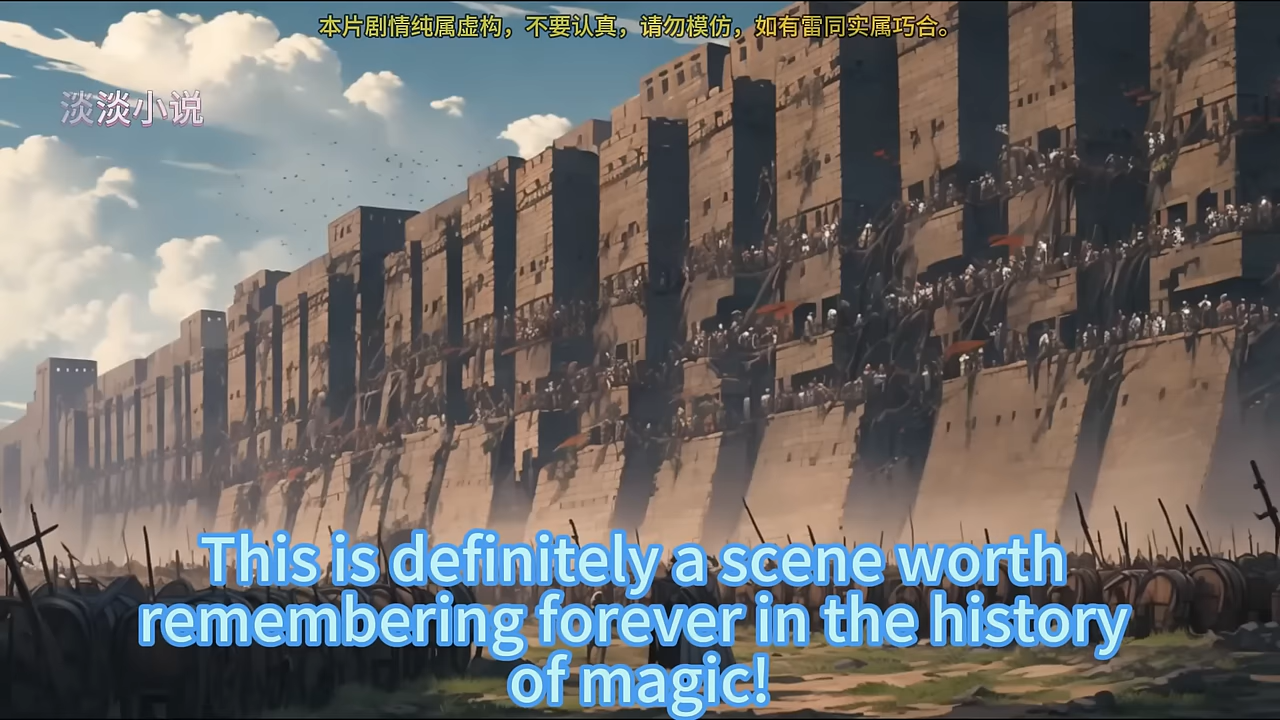 本片剧情纯属虚构，不要认真，请勿模仿，如有雷同实属巧合。
淡淡小说
This is definitely a scene worth
remembering forever in the history
of magic!